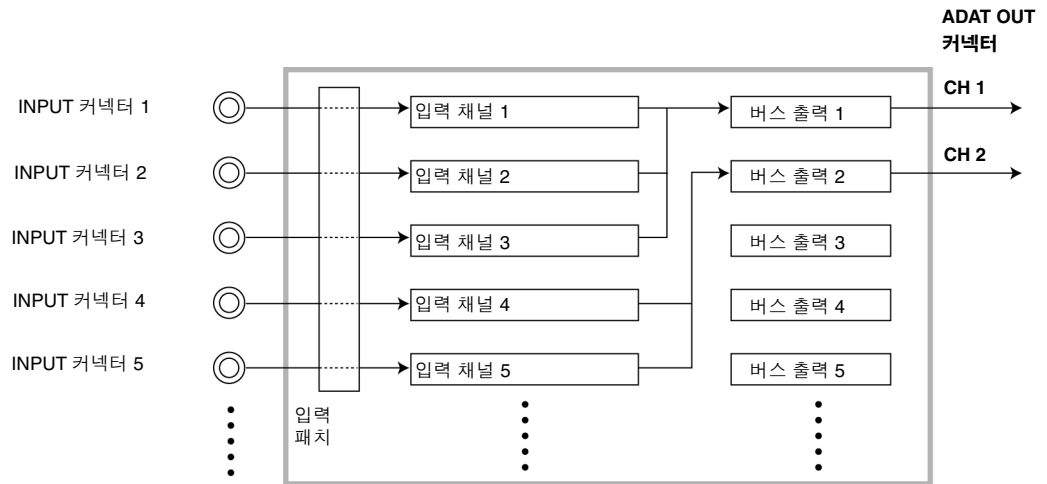 ADAT OUT
커넥터
INPUT 커넥터 1
입력 채널 1
버스 출력 1
CH 1
INPUT 커넥터 2
입력 채널 2
버스 출력 2
CH 2
INPUT 커넥터 3
입력 채널 3
버스 출력 3
INPUT 커넥터 4
입력 채널 4
버스 출력 4
INPUT 커넥터 5
입력 채널 5
버스 출력 5
입력
패치